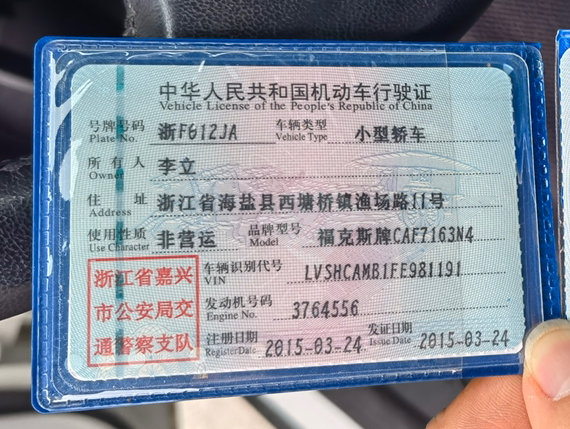 中华人民共和国机动车行驶证
Vehicle License of the People's Republic of China
号牌号码 浙F612JA 车辆类型 小型轿车
Plate No. Vehicle Type
所有人 李立
Owner
住址 浙江省海盐县西塘桥镇渔场路11号
Address
使用性质 非营运 品牌型号 福克斯牌CAF7163N4
Use Character Model
浙江省嘉兴
市公安局交
通警察支队
车辆识别代号 LVSHCAMB1FE981191
VIN
发动机号码 3764556
Engine No.
注册日期 2015-03-24 发证日期 2015-03-24
Register Date Issue Date